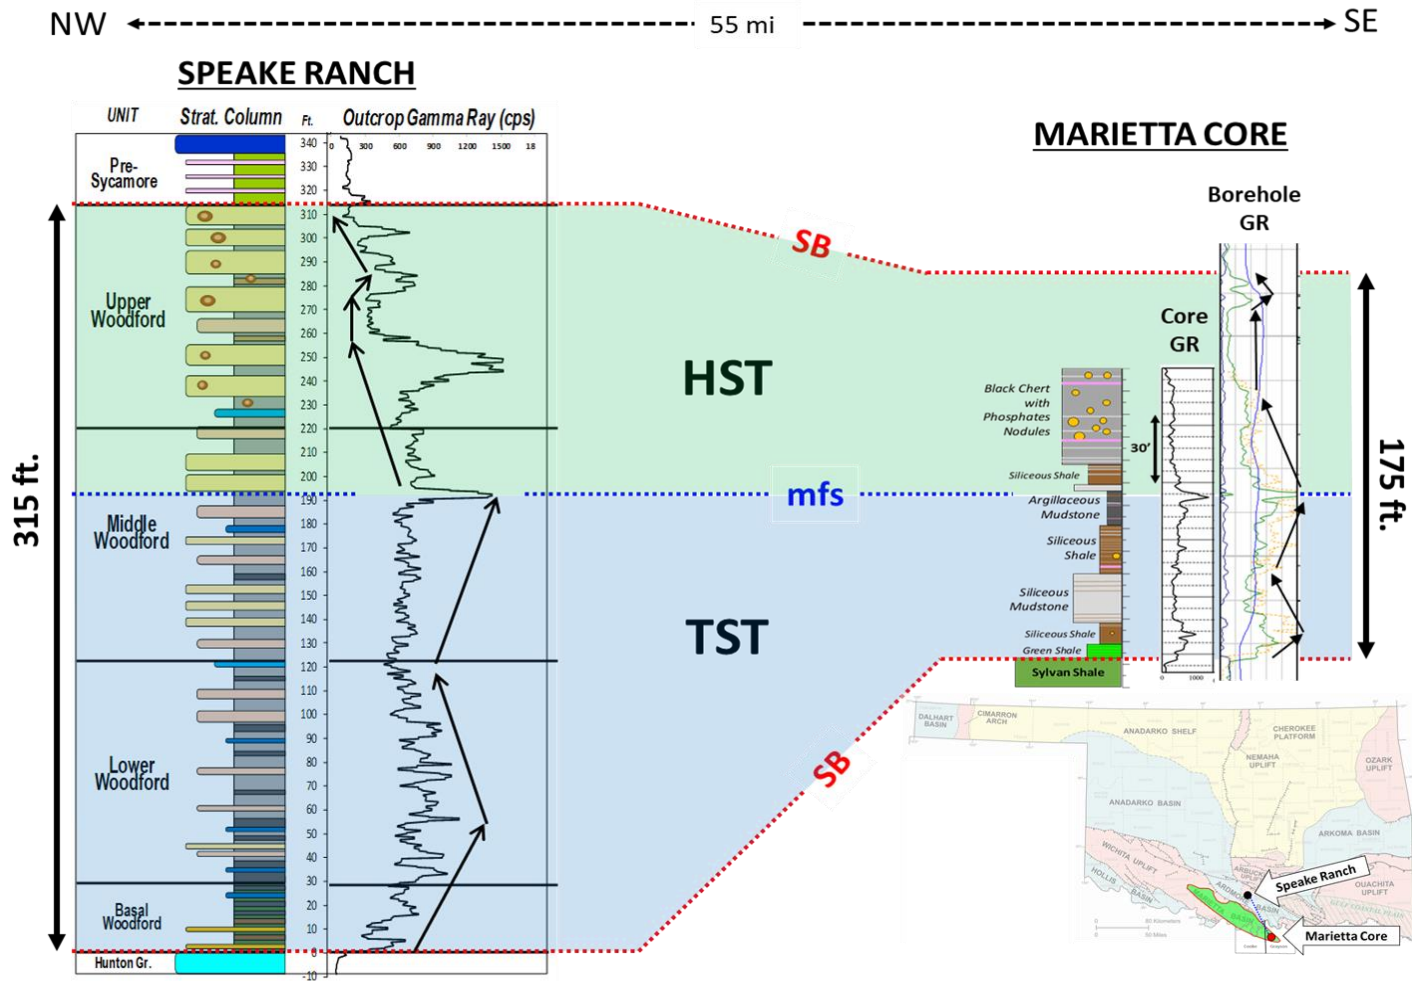 NW
55 mi
SE
SPEAKE RANCH
UNIT
Strat. Column
Ft.
Outcrop Gamma Ray (cps)
0 300 600 900 1200 1500 18
Pre-
Sycamore
Upper
Woodford
Middle
Woodford
Lower
Woodford
Basal
Woodford
Hunton Gr.
340
330
320
310
300
290
280
270
260
250
240
230
220
210
200
190
180
170
160
150
140
130
120
110
100
90
80
70
60
50
40
30
20
10
0
-10
315 ft.
SB
HST
mfs
TST
SB
MARIETTA CORE
Borehole
GR
Core
GR
Black Chert
with
Phosphates
Nodules
30'
Siliceous Shale
Argillaceous
Mudstone
Siliceous
Shale
Siliceous
Mudstone
Siliceous Shale
Green Shale
Sylvan Shale
0 1000
175 ft.
DALHART
BASIN
CIMARRON
ARCH
ANADARKO SHELF
CHEROKEE
PLATFORM
NEMAHA
UPLIFT
OZARK
UPLIFT
ANADARKO BASIN
ARKOMA BASIN
WICHITA UPLIFT
HOLLIS
BASIN
MARIETTA BASIN
OUACHITA
UPLIFT
Speake Ranch
Marietta Core